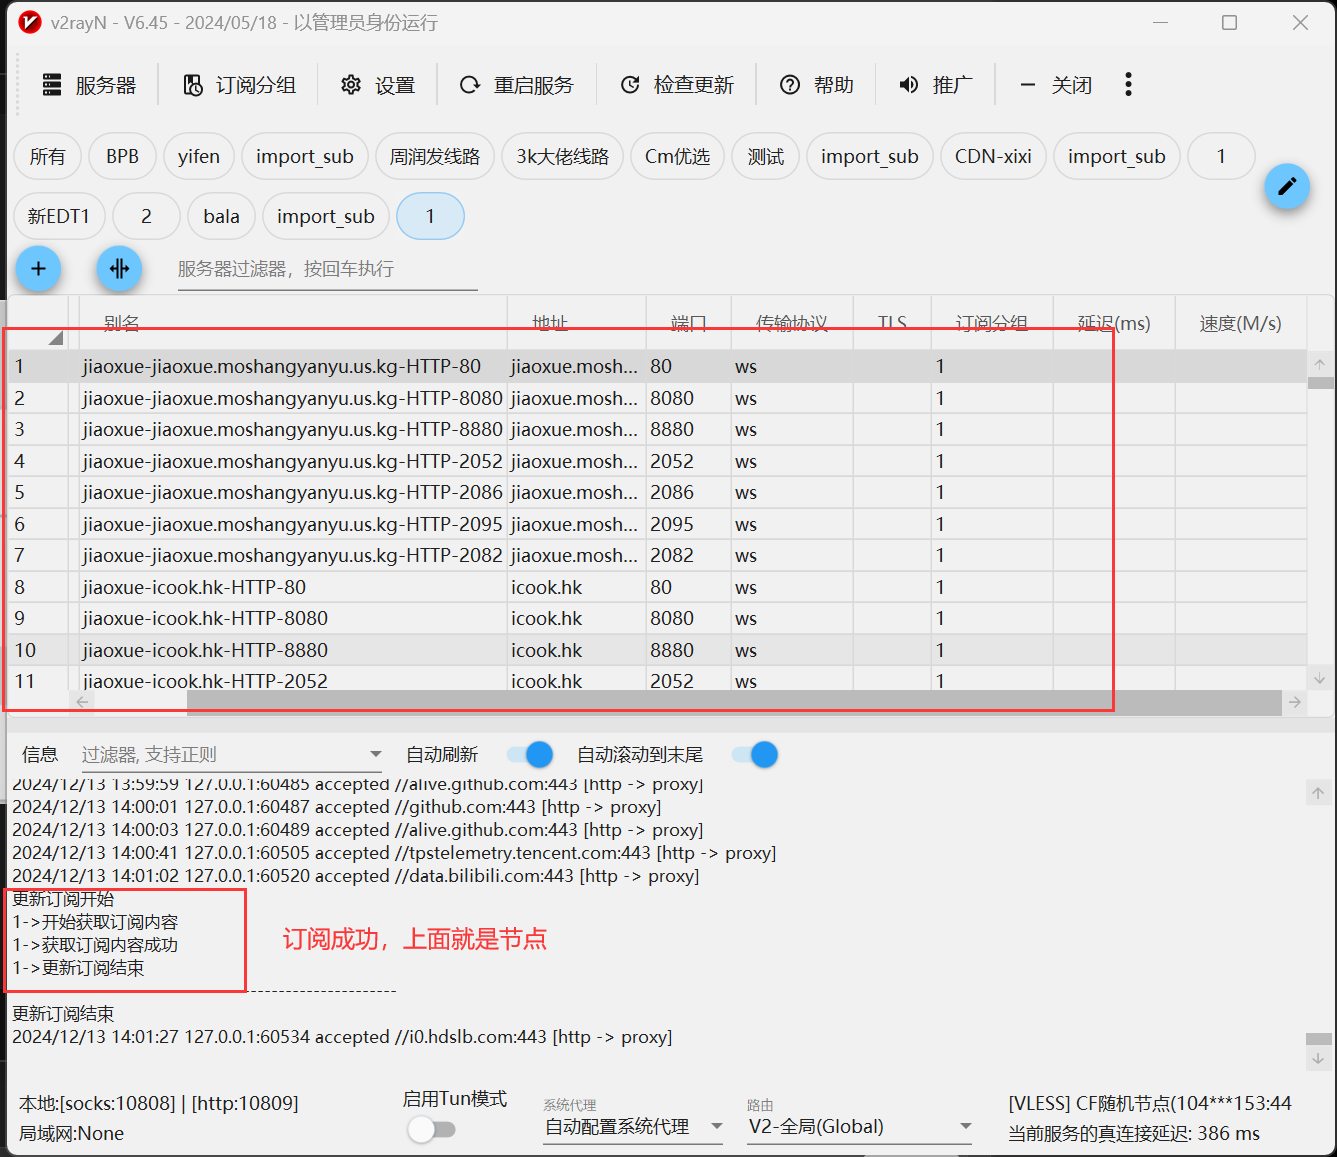 v2rayN - V6.45 - 2024/05/18 - 以管理员身份运行
服务器 订阅分组 设置 重启服务 检查更新 帮助 推广 关闭
所有 BPB yifen import_sub 周润发线路 3k大佬线路 Cm优选 测试 import_sub CDN-xixi import_sub 1
新EDT1 2 bala import_sub 1
服务器过滤器，按回车执行
别名 地址 端口 传输协议 TLS 订阅分组 延迟(ms) 速度(M/s)
1 jiaoxue-jiaoxue.moshangyanyu.us.kg-HTTP-80 jiaoxue.mosh... 80 ws 1
2 jiaoxue-jiaoxue.moshangyanyu.us.kg-HTTP-8080 jiaoxue.mosh... 8080 ws 1
3 jiaoxue-jiaoxue.moshangyanyu.us.kg-HTTP-8880 jiaoxue.mosh... 8880 ws 1
4 jiaoxue-jiaoxue.moshangyanyu.us.kg-HTTP-2052 jiaoxue.mosh... 2052 ws 1
5 jiaoxue-jiaoxue.moshangyanyu.us.kg-HTTP-2086 jiaoxue.mosh... 2086 ws 1
6 jiaoxue-jiaoxue.moshangyanyu.us.kg-HTTP-2095 jiaoxue.mosh... 2095 ws 1
7 jiaoxue-jiaoxue.moshangyanyu.us.kg-HTTP-2082 jiaoxue.mosh... 2082 ws 1
8 jiaoxue-icook.hk-HTTP-80 icook.hk 80 ws 1
9 jiaoxue-icook.hk-HTTP-8080 icook.hk 8080 ws 1
10 jiaoxue-icook.hk-HTTP-8880 icook.hk 8880 ws 1
11 jiaoxue-icook.hk-HTTP-2052 icook.hk 2052 ws 1
信息 过滤器, 支持正则 自动刷新 自动滚动到末尾
2024/12/13 13:59:59 127.0.0.1:60485 accepted //alive.github.com:443 [http -> proxy]
2024/12/13 14:00:01 127.0.0.1:60487 accepted //github.com:443 [http -> proxy]
2024/12/13 14:00:03 127.0.0.1:60489 accepted //alive.github.com:443 [http -> proxy]
2024/12/13 14:00:41 127.0.0.1:60505 accepted //tpstelemetry.tencent.com:443 [http -> proxy]
2024/12/13 14:01:02 127.0.0.1:60520 accepted //data.bilibili.com:443 [http -> proxy]
更新订阅开始
1->开始获取订阅内容
1->获取订阅内容成功
1->更新订阅结束
订阅成功，上面就是节点
------------------------
更新订阅结束
2024/12/13 14:01:27 127.0.0.1:60534 accepted //i0.hdslb.com:443 [http -> proxy]
本地:[socks:10808] | [http:10809]
局域网:None
启用Tun模式
系统代理
自动配置系统代理
路由
V2-全局(Global)
[VLESS] CF随机节点(104***153:44
当前服务的真连接延迟: 386 ms